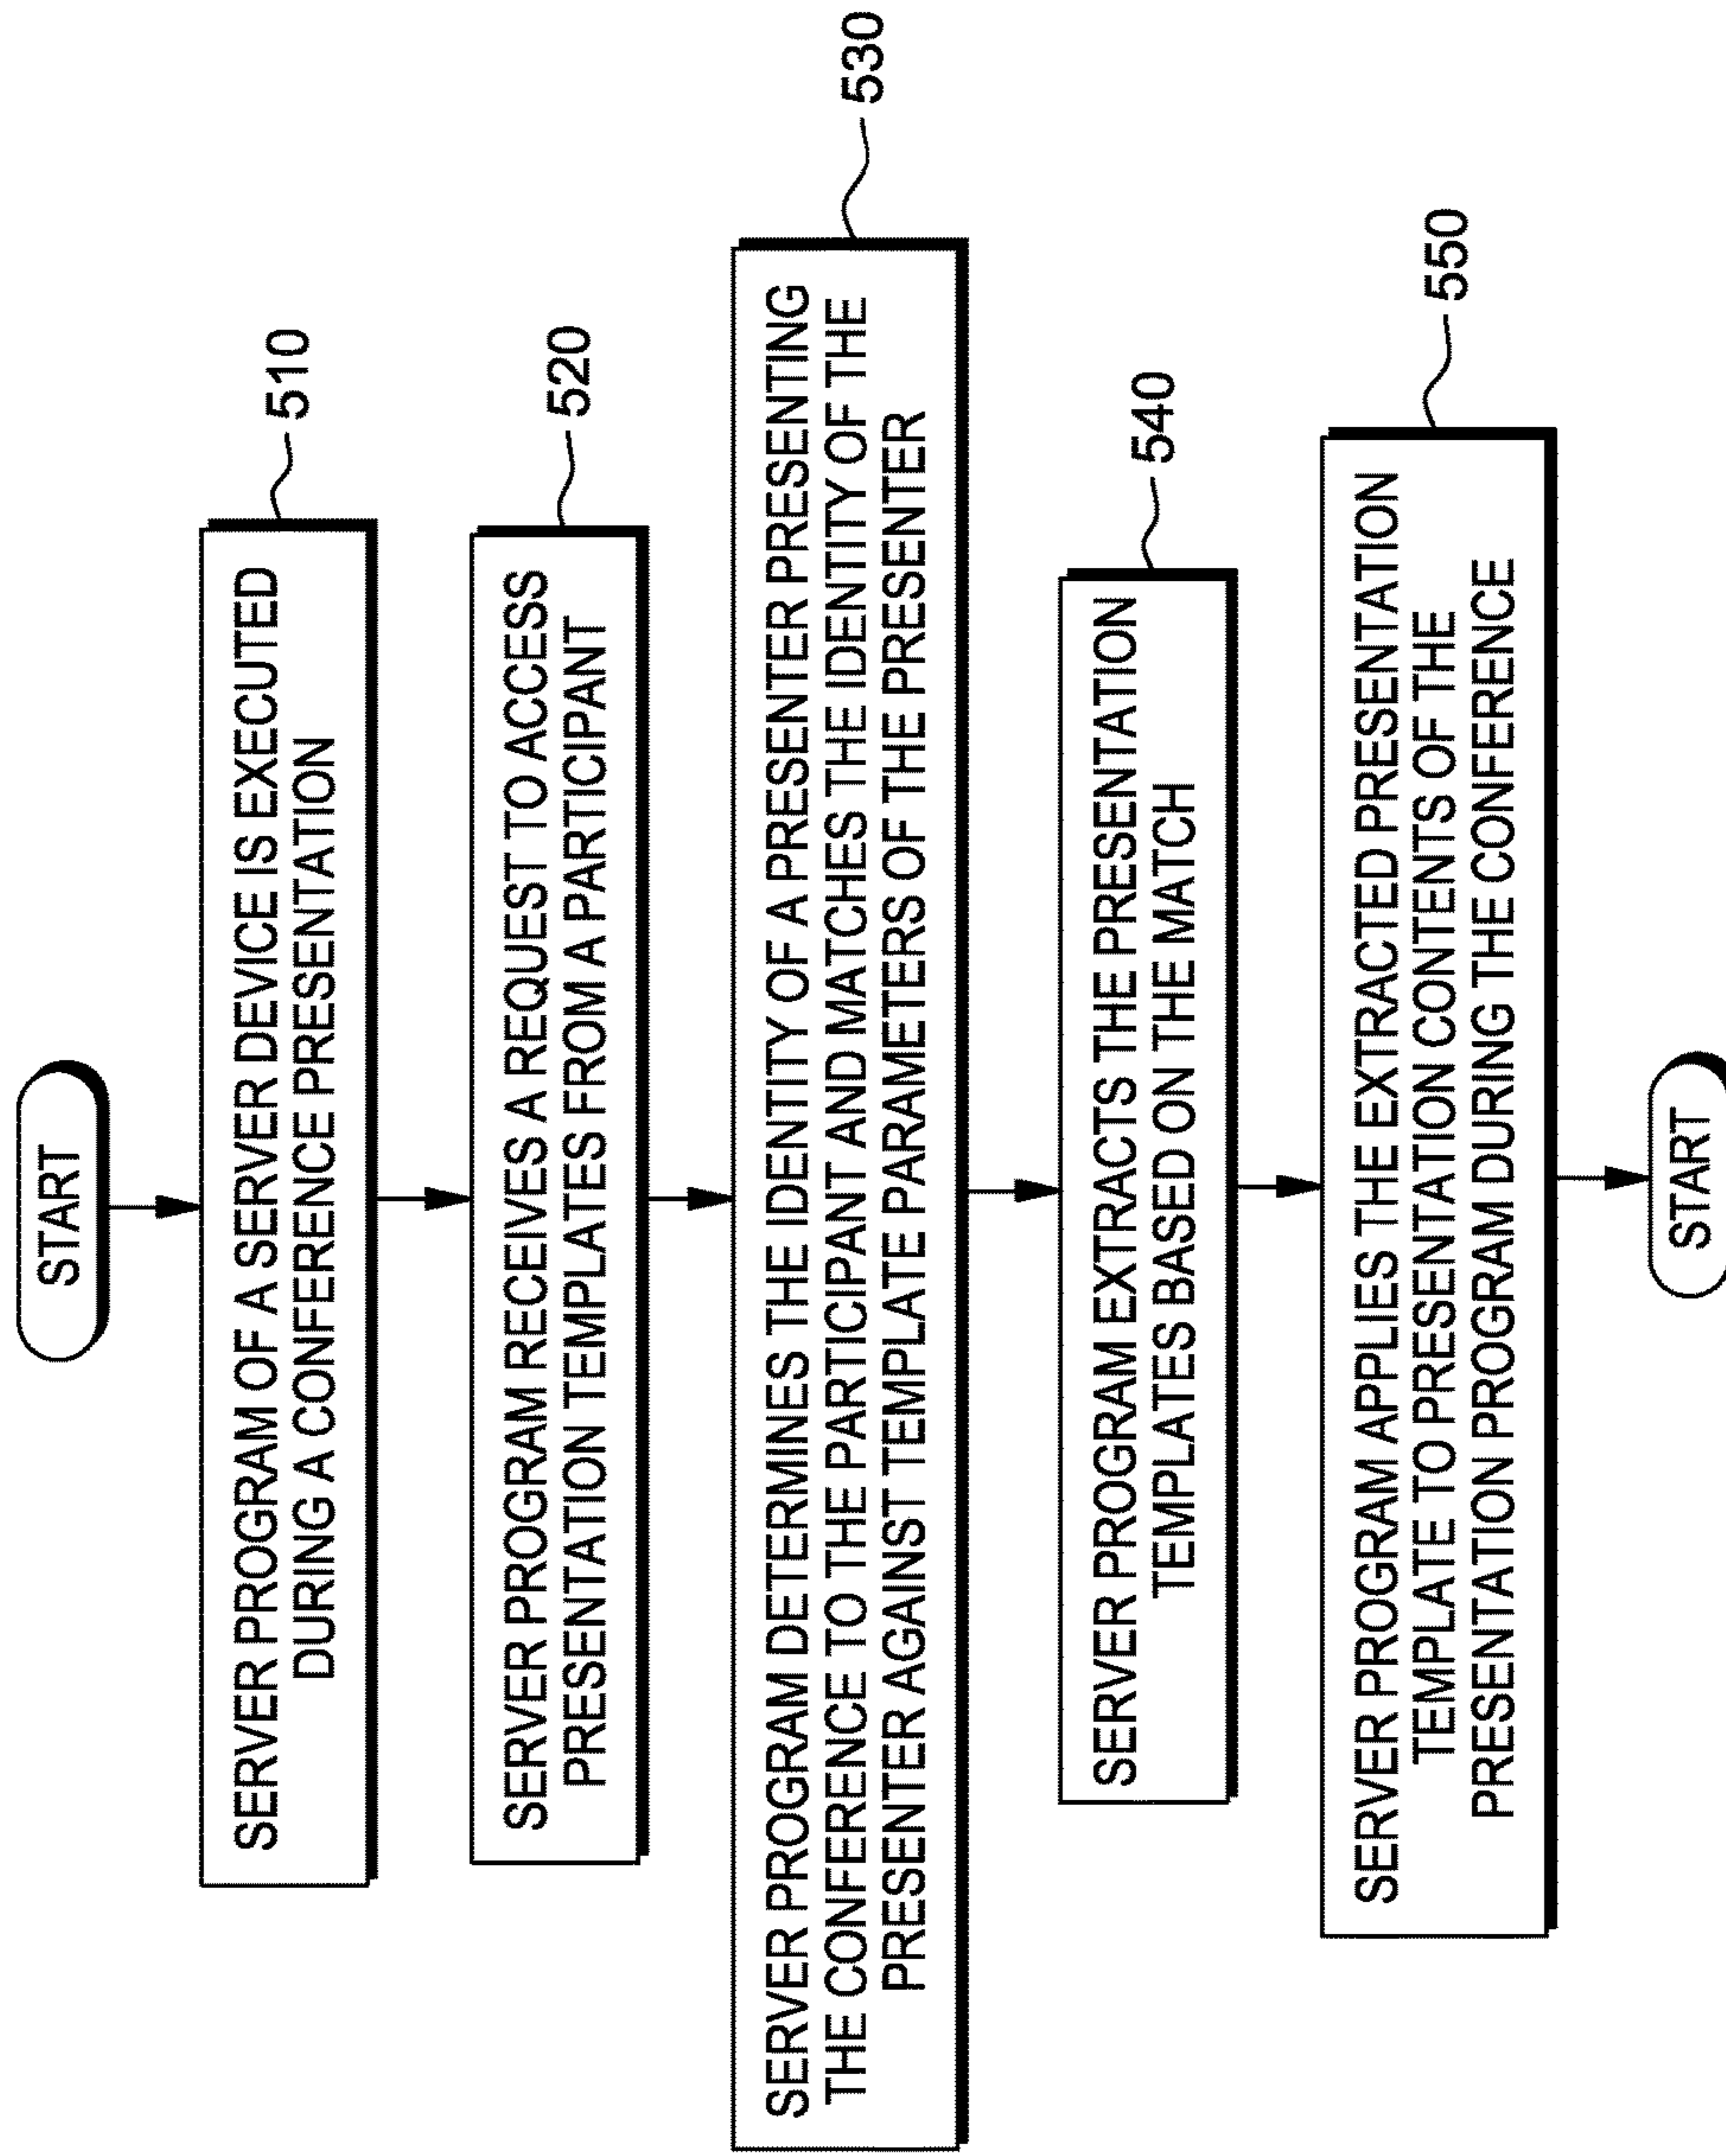 START
SERVER PROGRAM OF A SERVER DEVICE IS EXECUTED
DURING A CONFERENCE PRESENTATION
510
SERVER PROGRAM RECEIVES A REQUEST TO ACCESS
PRESENTATION TEMPLATES FROM A PARTICIPANT
520
SERVER PROGRAM DETERMINES THE IDENTITY OF A PRESENTER PRESENTING
THE CONFERENCE TO THE PARTICIPANT AND MATCHES THE IDENTITY OF THE
PRESENTER AGAINST TEMPLATE PARAMETERS OF THE PRESENTER
530
SERVER PROGRAM EXTRACTS THE PRESENTATION
TEMPLATES BASED ON THE MATCH
540
SERVER PROGRAM APPLIES THE EXTRACTED PRESENTATION
TEMPLATE TO PRESENTATION CONTENTS OF THE
PRESENTATION PROGRAM DURING THE CONFERENCE
550
START